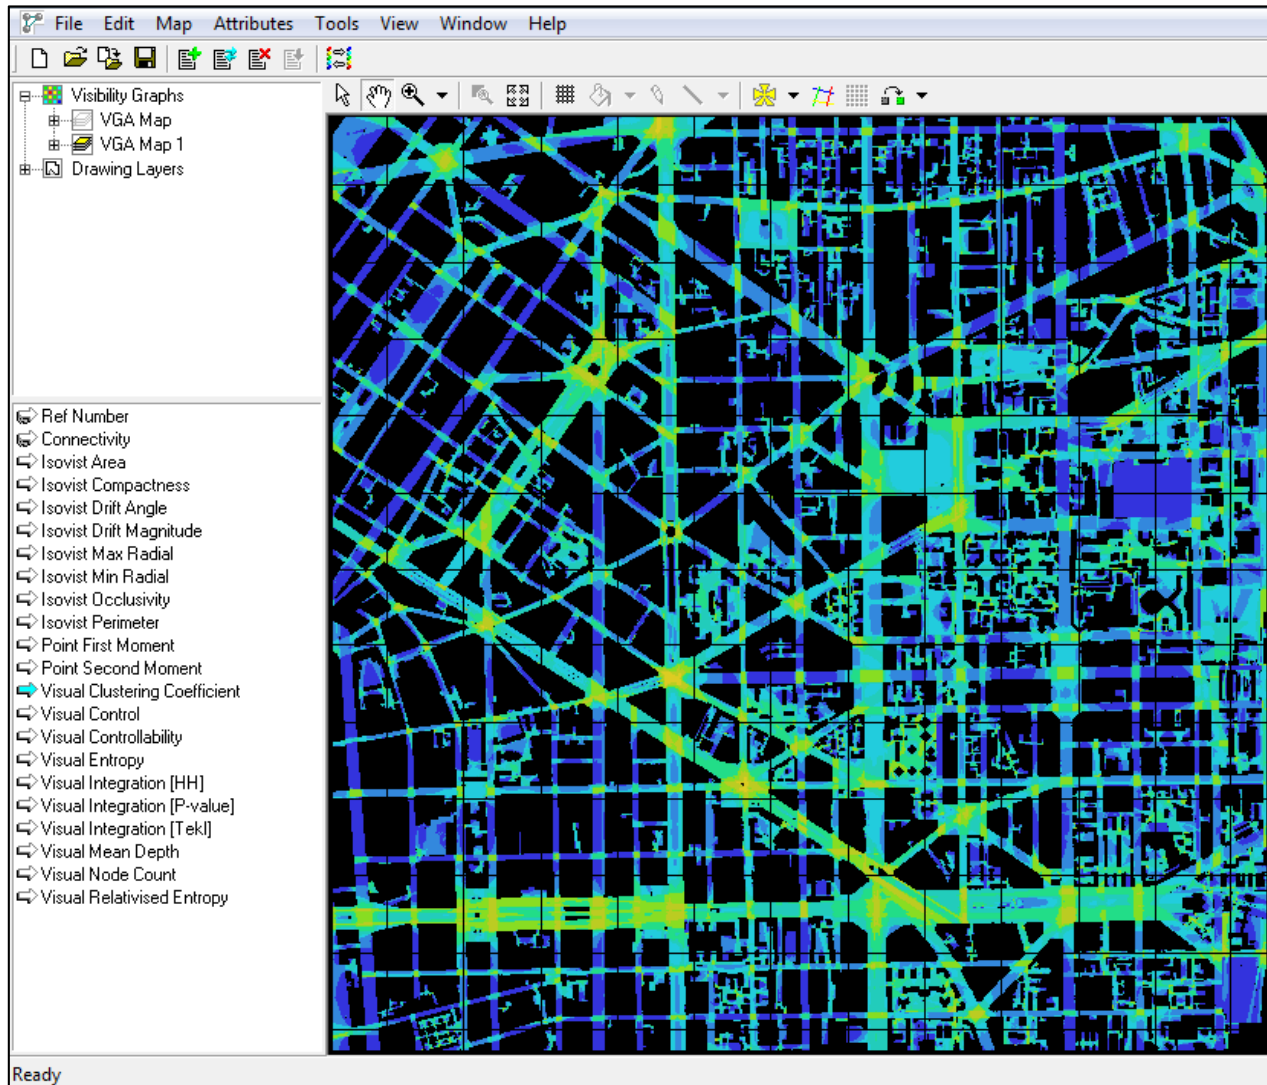 File Edit Map Attributes Tools View Window Help
Visibility Graphs
VGA Map
VGA Map 1
Drawing Layers
Ref Number
Connectivity
Isovist Area
Isovist Compactness
Isovist Drift Angle
Isovist Drift Magnitude
Isovist Max Radial
Isovist Min Radial
Isovist Occlusivity
Isovist Perimeter
Point First Moment
Point Second Moment
Visual Clustering Coefficient
Visual Control
Visual Controllability
Visual Entropy
Visual Integration [HH]
Visual Integration [P-value]
Visual Integration [Tekl]
Visual Mean Depth
Visual Node Count
Visual Relativised Entropy
Ready